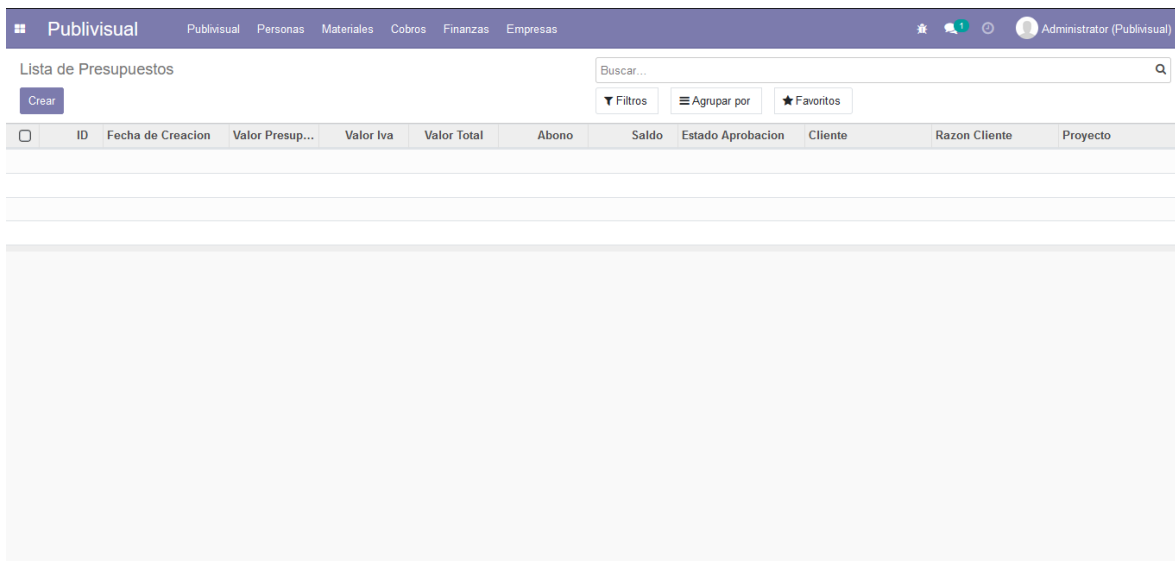 Publivisual Publivisual Personas Materiales Cobros Finanzas Empresas 1 Administrator (Publivisual)
Lista de Presupuestos Buscar...
Crear Filtros Agrupar por Favoritos
ID Fecha de Creacion Valor Presup... Valor Iva Valor Total Abono Saldo Estado Aprobacion Cliente Razon Cliente Proyecto